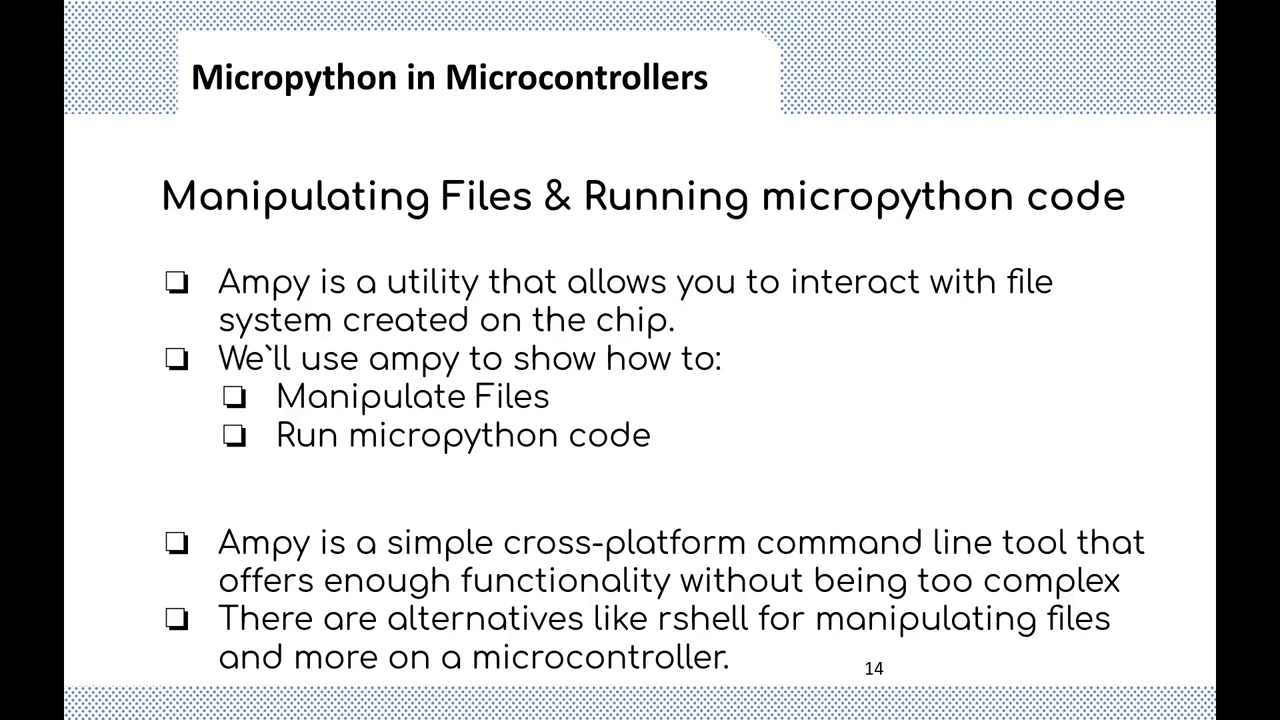 Micropython in Microcontrollers
Manipulating Files & Running micropython code
❏ Ampy is a utility that allows you to interact with file
system created on the chip.
❏ We`ll use ampy to show how to:
❏ Manipulate Files
❏ Run micropython code
❏ Ampy is a simple cross-platform command line tool that
offers enough functionality without being too complex
❏ There are alternatives like rshell for manipulating files
and more on a microcontroller.
14